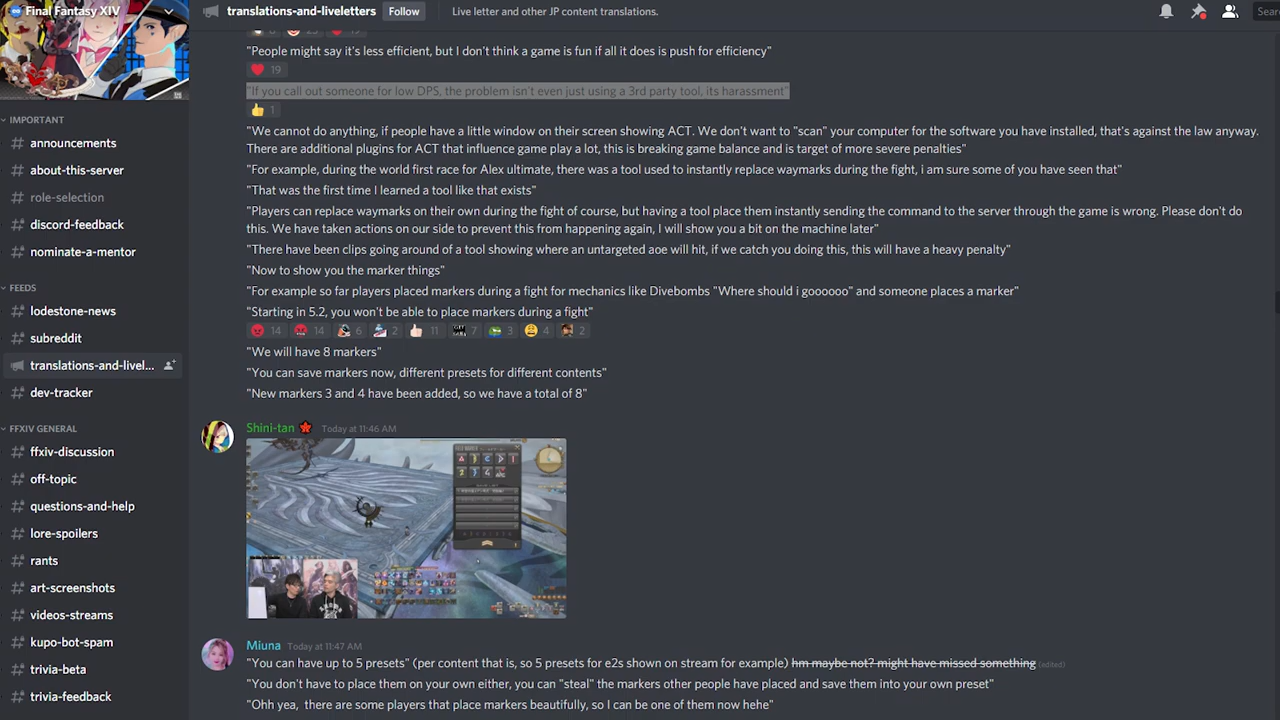 Final Fantasy XIV
translations-and-liveletters
Follow
Live letter and other JP content translations.
Sear
IMPORTANT
# announcements
# about-this-server
# role-selection
# discord-feedback
# nominate-a-mentor
FEEDS
# lodestone-news
# subreddit
translations-and-livel...
# dev-tracker
FFXIV GENERAL
# ffxiv-discussion
# off-topic
# questions-and-help
# lore-spoilers
# rants
# art-screenshots
# videos-streams
# kupo-bot-spam
# trivia-beta
# trivia-feedback
"People might say it's less efficient, but I don't think a game is fun if all it does is push for efficiency"
19
"If you call out someone for low DPS, the problem isn't even just using a 3rd party tool, its harassment"
1
"We cannot do anything, if people have a little window on their screen showing ACT. We don't want to "scan" your computer for the software you have installed, that's against the law anyway.
There are additional plugins for ACT that influence game play a lot, this is breaking game balance and is target of more severe penalties"
"For example, during the world first race for Alex ultimate, there was a tool used to instantly replace waymarks during the fight, i am sure some of you have seen that"
"That was the first time I learned a tool like that exists"
"Players can replace waymarks on their own during the fight of course, but having a tool place them instantly sending the command to the server through the game is wrong. Please don't do
this. We have taken actions on our side to prevent this from happening again, I will show you a bit on the machine later"
"There have been clips going around of a tool showing where an untargeted aoe will hit, if we catch you doing this, this will have a heavy penalty"
"Now to show you the marker things"
"For example so far players placed markers during a fight for mechanics like Divebombs "Where should i goooooo" and someone places a marker"
"Starting in 5.2, you won't be able to place markers during a fight"
14 14 6 2 11 7 3 4 2
"We will have 8 markers"
"You can save markers now, different presets for different contents"
"New markers 3 and 4 have been added, so we have a total of 8"
Shini-tan Today at 11:46 AM
Miuna Today at 11:47 AM
"You can have up to 5 presets" (per content that is, so 5 presets for e2s shown on stream for example) hm maybe not? might have missed something (edited)
"You don't have to place them on your own either, you can "steal" the markers other people have placed and save them into your own preset"
"Ohh yea, there are some players that place markers beautifully, so I can be one of them now hehe"